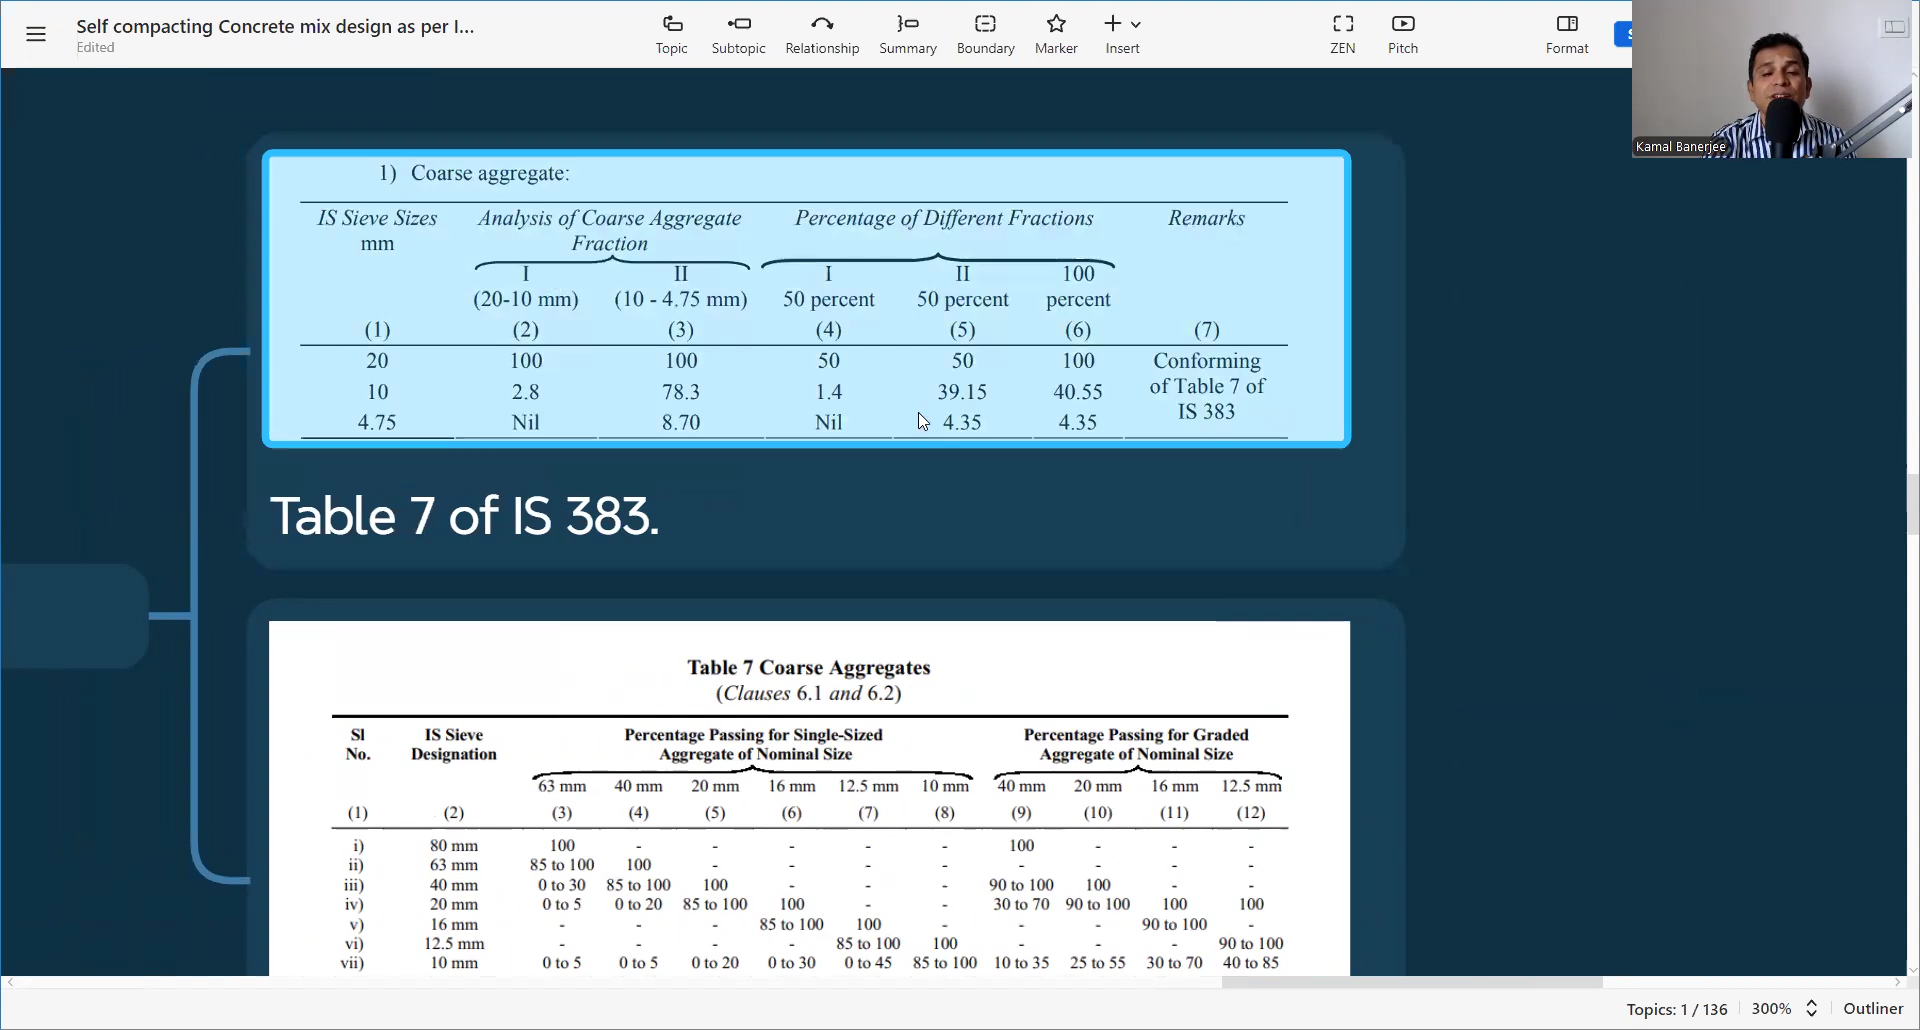 Self compacting Concrete mix design as per I...
Edited
Topic Subtopic Relationship Summary Boundary Marker Insert ZEN Pitch Format
Kamal Banerjee
1) Coarse aggregate:
IS Sieve Sizes Analysis of Coarse Aggregate Percentage of Different Fractions Remarks
mm Fraction
I II I II 100
(20-10 mm) (10 - 4.75 mm) 50 percent 50 percent percent
(1) (2) (3) (4) (5) (6) (7)
20 100 100 50 50 100 Conforming
10 2.8 78.3 1.4 39.15 40.55 of Table 7 of
IS 383
4.75 Nil 8.70 Nil 4.35 4.35
Table 7 of IS 383.
Table 7 Coarse Aggregates
(Clauses 6.1 and 6.2)
Sl IS Sieve Percentage Passing for Single-Sized Percentage Passing for Graded
No. Designation Aggregate of Nominal Size Aggregate of Nominal Size
63 mm 40 mm 20 mm 16 mm 12.5 mm 10 mm 40 mm 20 mm 16 mm 12.5 mm
(1) (2) (3) (4) (5) (6) (7) (8) (9) (10) (11) (12)
i) 80 mm 100 - - - - - 100 - - -
ii) 63 mm 85 to 100 100 - - - - - - - -
iii) 40 mm 0 to 30 85 to 100 100 - - - 90 to 100 100 - -
iv) 20 mm 0 to 5 0 to 20 85 to 100 100 - - 30 to 70 90 to 100 100 100
v) 16 mm - - - 85 to 100 100 - - - 90 to 100 -
vi) 12.5 mm - - - - 85 to 100 100 - - - 90 to 100
vii) 10 mm 0 to 5 0 to 5 0 to 20 0 to 30 0 to 45 85 to 100 10 to 35 25 to 55 30 to 70 40 to 85
Topics: 1 / 136 300% Outliner